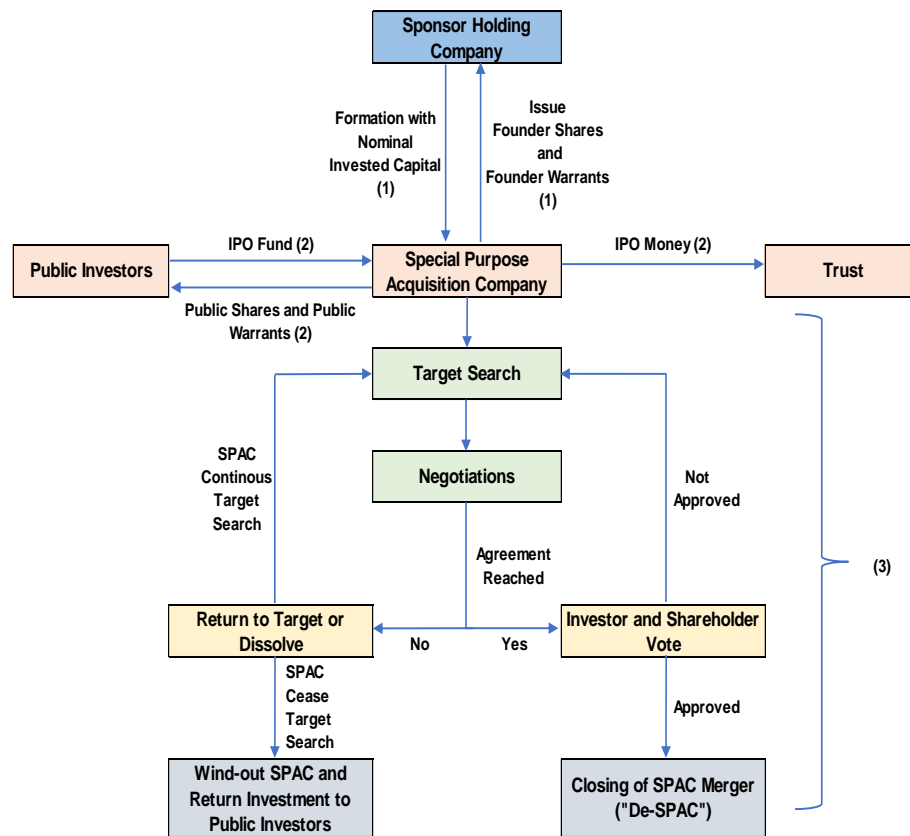 Sponsor Holding
Company
Formation with
Nominal
Invested Capital
(1)
Issue
Founder Shares
and
Founder Warrants
(1)
Public Investors
IPO Fund (2)
Public Shares and Public
Warrants (2)
Special Purpose
Acquisition Company
IPO Money (2)
Trust
Target Search
SPAC
Continous
Target
Search
Negotiations
Not
Approved
Agreement
Reached
(3)
Return to Target or
Dissolve
No
Yes
Investor and Shareholder
Vote
SPAC
Cease
Target
Search
Approved
Wind-out SPAC and
Return Investment to
Public Investors
Closing of SPAC Merger
("De-SPAC")